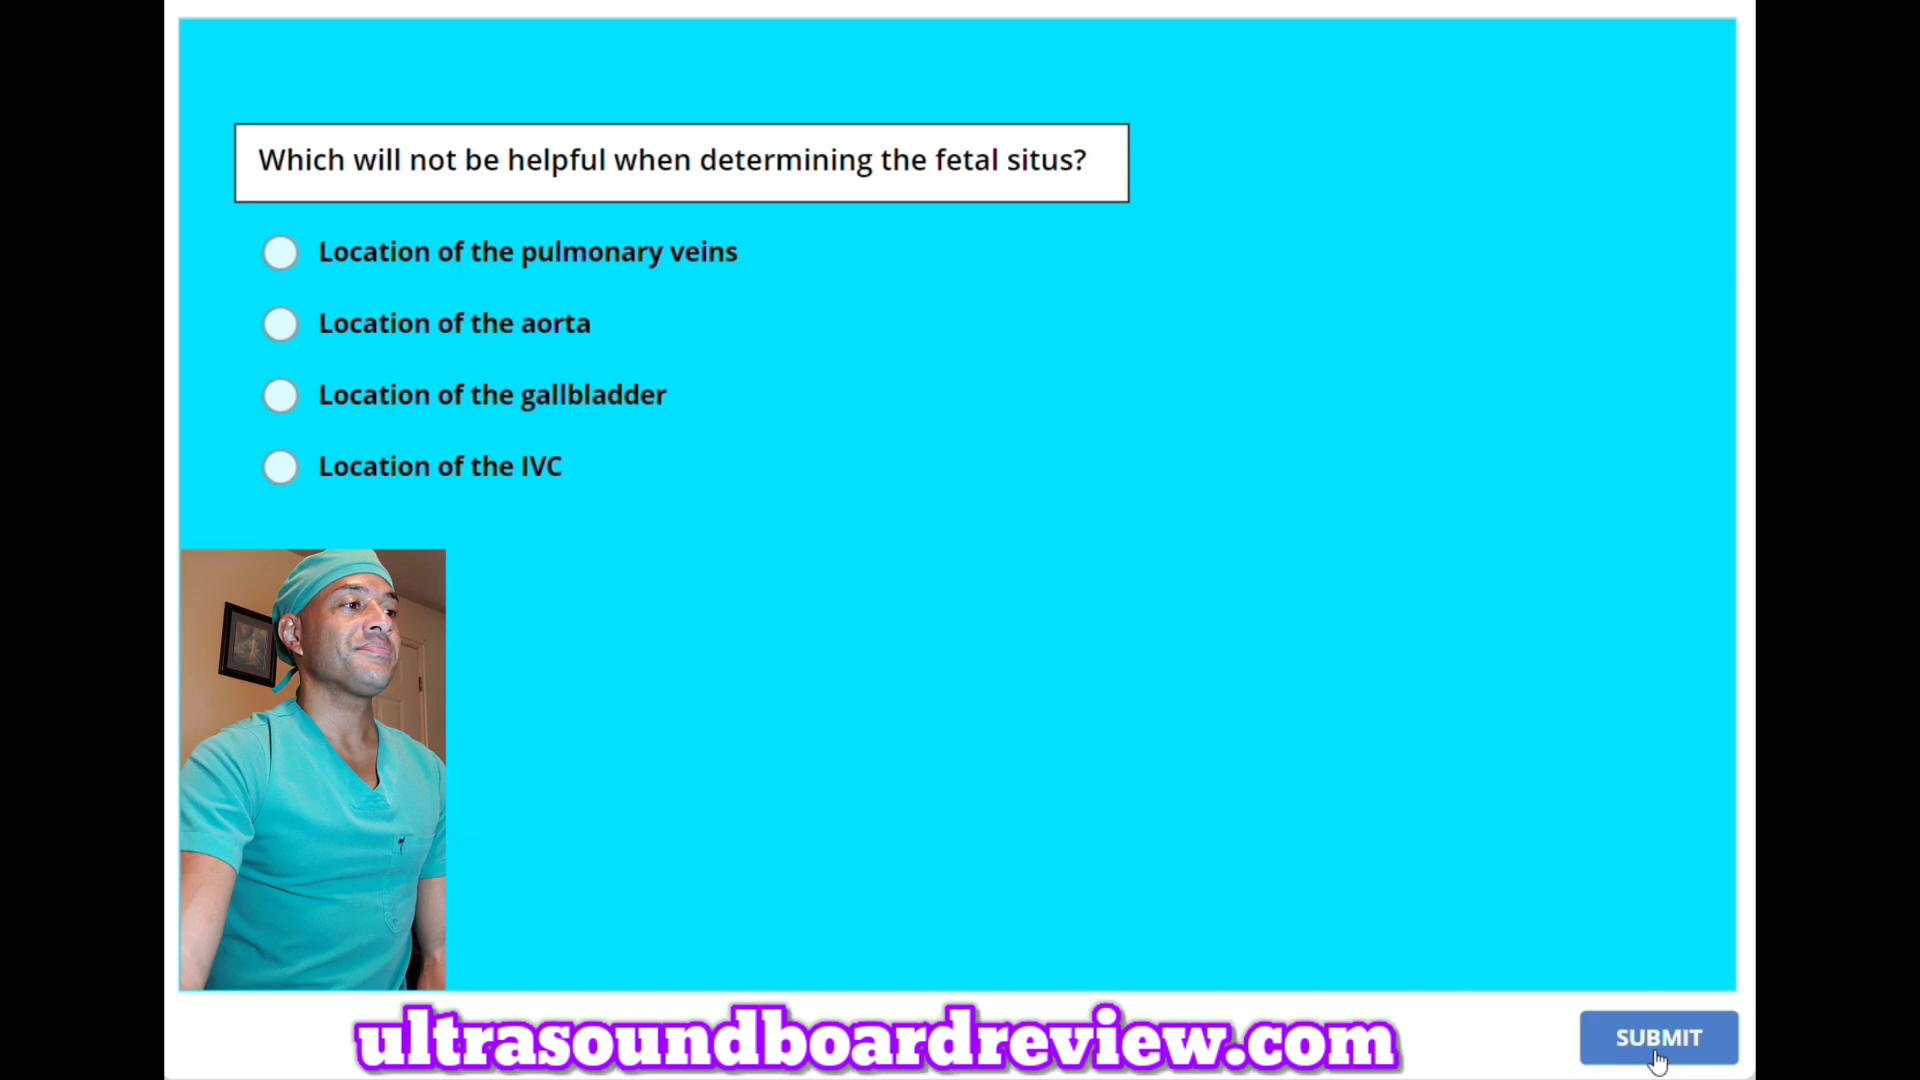 Which will not be helpful when determining the fetal situs?
Location of the pulmonary veins
Location of the aorta
Location of the gallbladder
Location of the IVC
ultrasoundboardreview.com
SUBMIT